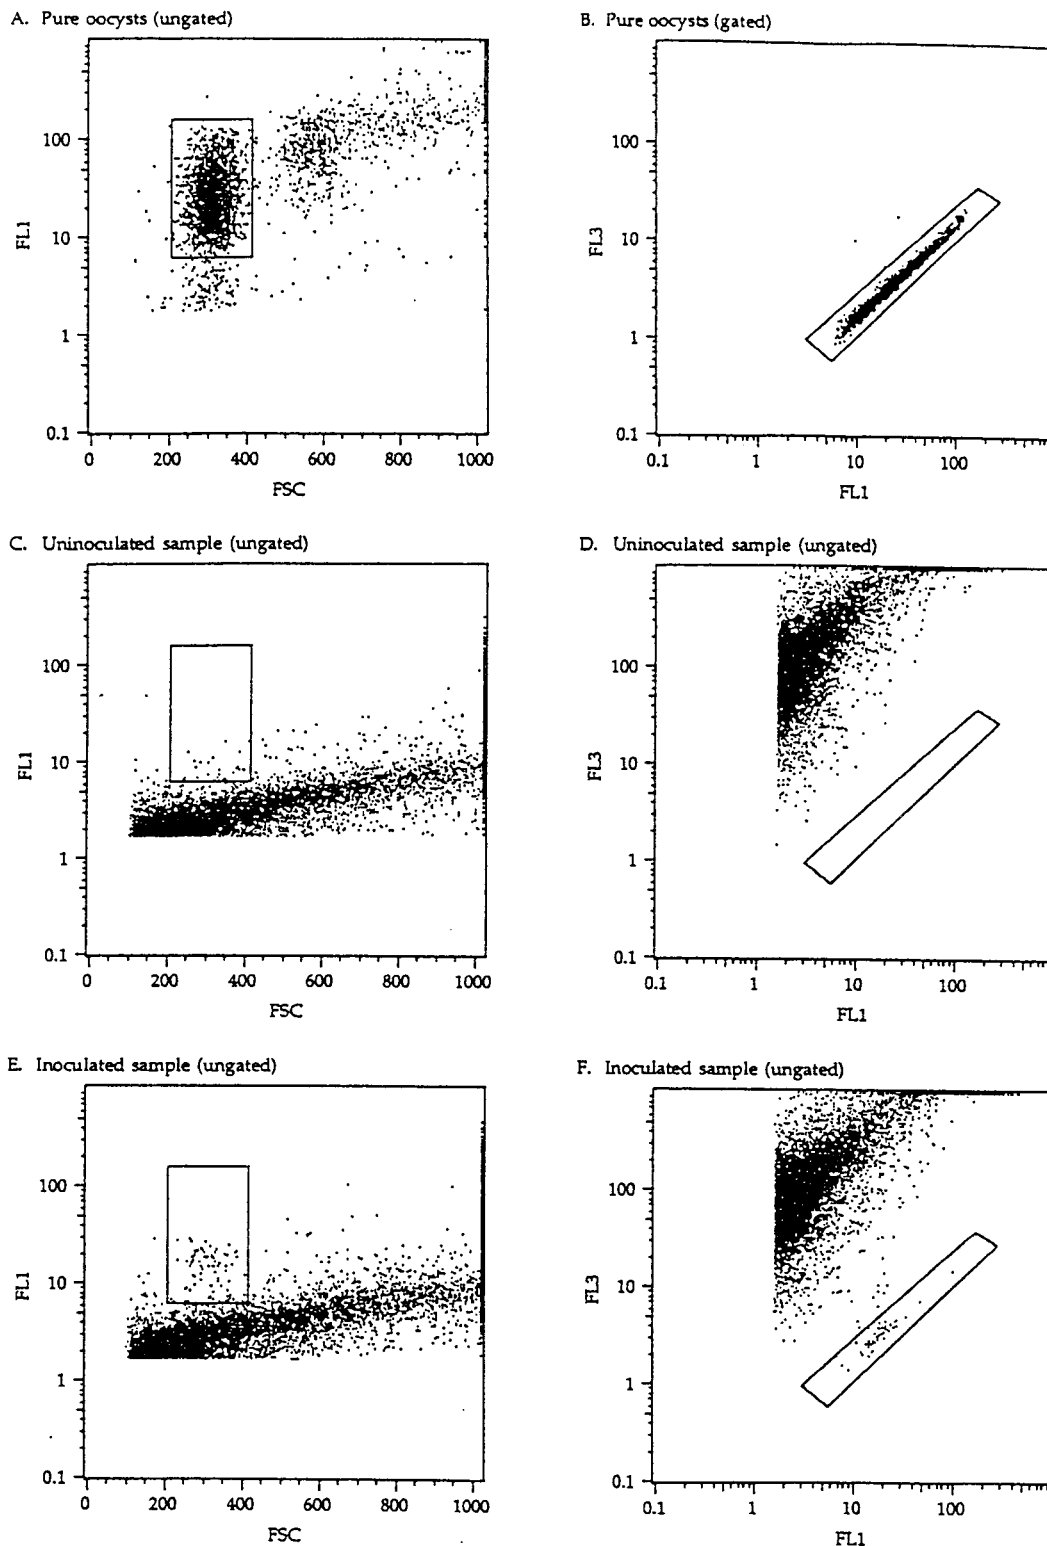 A. Pure oocysts (ungated)
100
10
1
0.1
FL1
0 200 400 600 800 1000
FSC
B. Pure oocysts (gated)
100
10
1
0.1
FL3
0.1 1 10 100
FL1
C. Uninoculated sample (ungated)
100
10
1
0.1
FL1
0 200 400 600 800 1000
FSC
D. Uninoculated sample (ungated)
100
10
1
0.1
FL3
0.1 1 10 100
FL1
E. Inoculated sample (ungated)
100
10
1
0.1
FL1
0 200 400 600 800 1000
FSC
F. Inoculated sample (ungated)
100
10
1
0.1
FL3
0.1 1 10 100
FL1